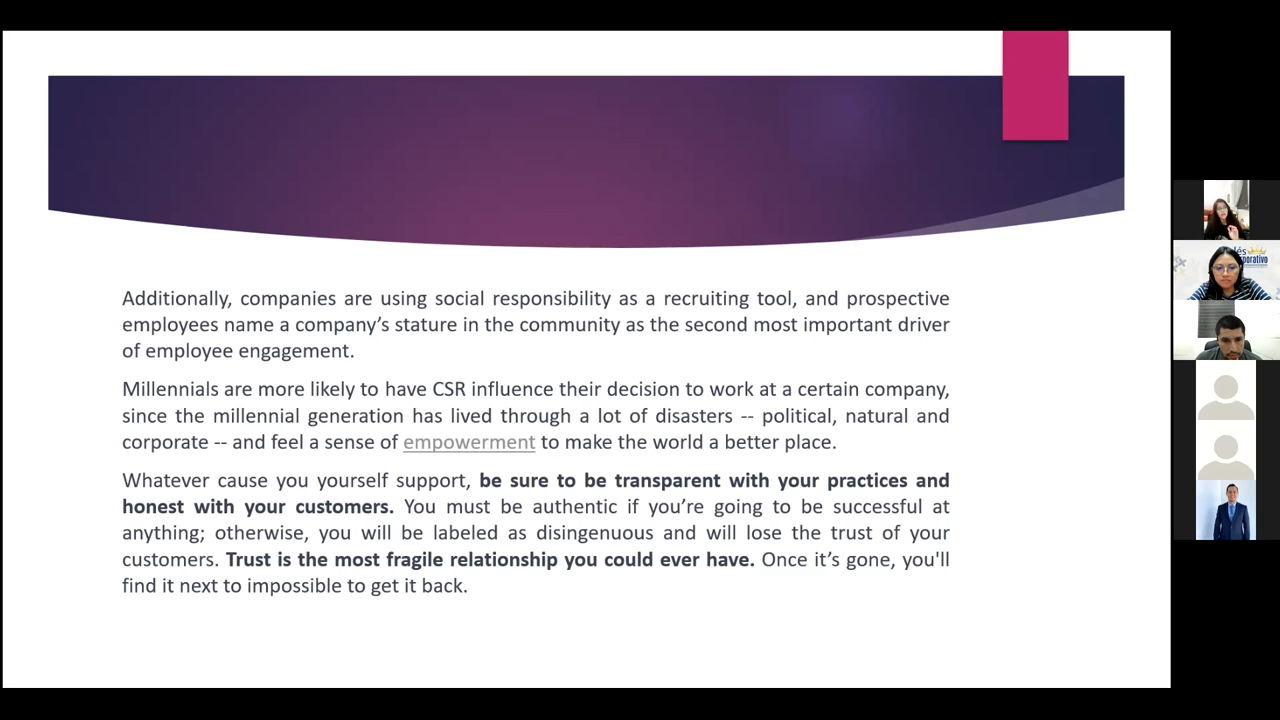 Additionally, companies are using social responsibility as a recruiting tool, and prospective
employees name a company’s stature in the community as the second most important driver
of employee engagement.
Millennials are more likely to have CSR influence their decision to work at a certain company,
since the millennial generation has lived through a lot of disasters -- political, natural and
corporate -- and feel a sense of empowerment to make the world a better place.
Whatever cause you yourself support, be sure to be transparent with your practices and
honest with your customers. You must be authentic if you’re going to be successful at
anything; otherwise, you will be labeled as disingenuous and will lose the trust of your
customers. Trust is the most fragile relationship you could ever have. Once it’s gone, you'll
find it next to impossible to get it back.